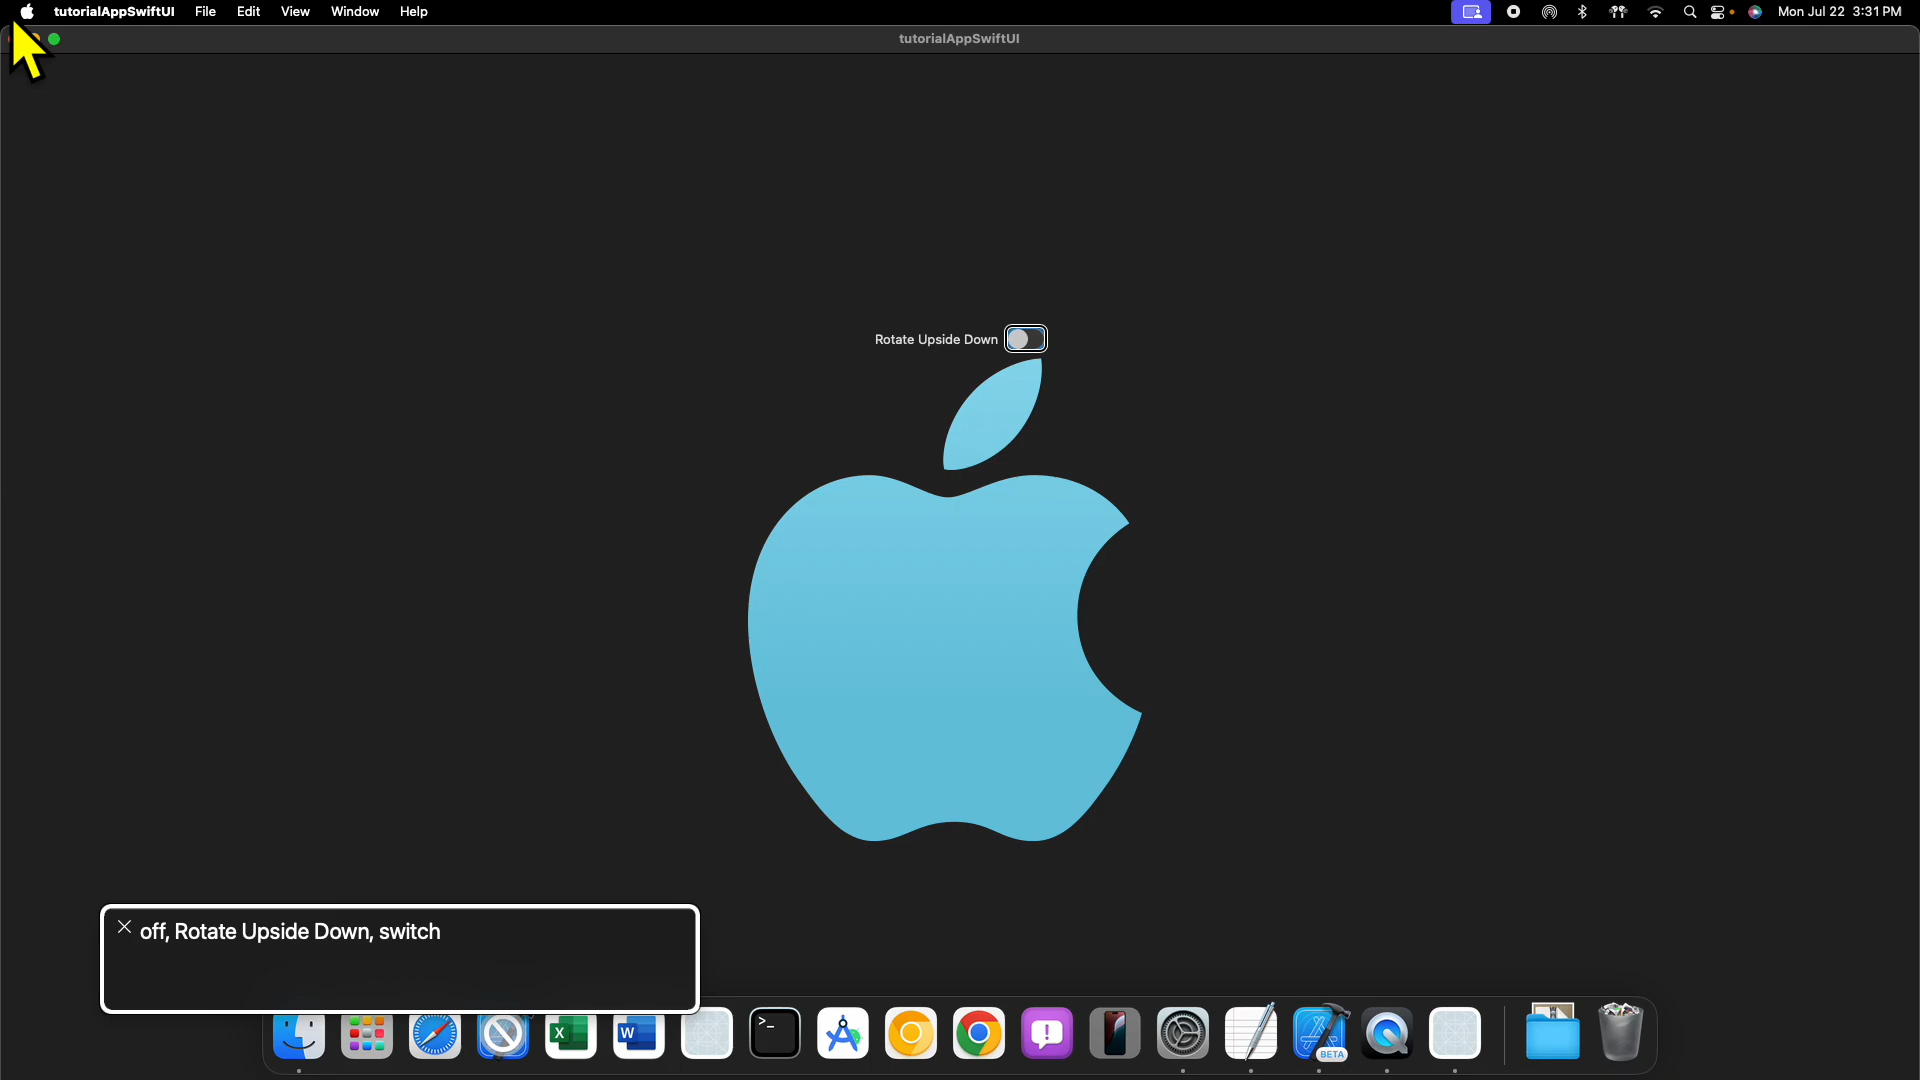 tutorialAppSwiftUI File Edit View Window Help Mon Jul 22 3:31 PM
tutorialAppSwiftUI
Rotate Upside Down
off, Rotate Upside Down, switch
X W >_ BETA